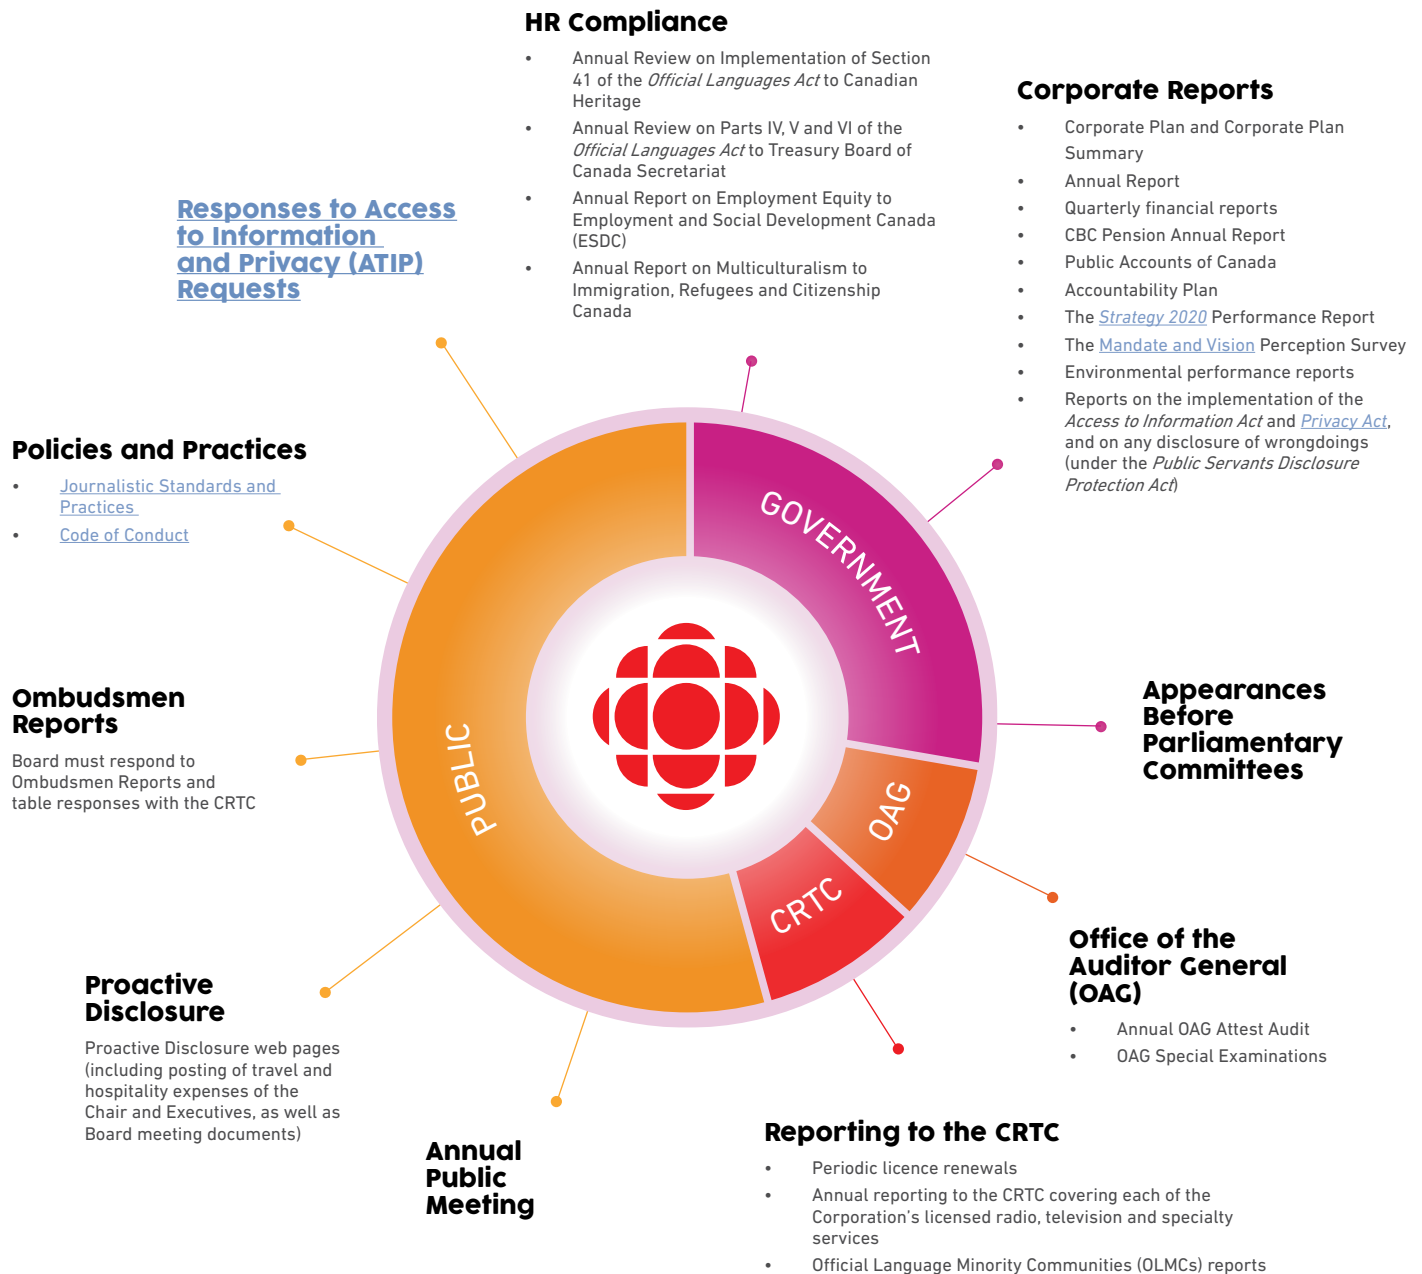 HR Compliance
• Annual Review on Implementation of Section
41 of the Official Languages Act to Canadian
Heritage
• Annual Review on Parts IV, V and VI of the
Official Languages Act to Treasury Board of
Canada Secretariat
• Annual Report on Employment Equity to
Employment and Social Development Canada
(ESDC)
• Annual Report on Multiculturalism to
Immigration, Refugees and Citizenship
Canada
Corporate Reports
• Corporate Plan and Corporate Plan
Summary
• Annual Report
• Quarterly financial reports
• CBC Pension Annual Report
• Public Accounts of Canada
• Accountability Plan
• The Strategy 2020 Performance Report
• The Mandate and Vision Perception Survey
• Environmental performance reports
• Reports on the implementation of the
Access to Information Act and Privacy Act,
and on any disclosure of wrongdoings
(under the Public Servants Disclosure
Protection Act)
Responses to Access
to Information
and Privacy (ATIP)
Requests
Policies and Practices
• Journalistic Standards and
Practices
• Code of Conduct
GOVERNMENT
PUBLIC
OAG
CRTC
Ombudsmen
Reports
Board must respond to
Ombudsmen Reports and
table responses with the CRTC
Appearances
Before
Parliamentary
Committees
Office of the
Auditor General
(OAG)
• Annual OAG Attest Audit
• OAG Special Examinations
Proactive
Disclosure
Proactive Disclosure web pages
(including posting of travel and
hospitality expenses of the
Chair and Executives, as well as
Board meeting documents)
Annual
Public
Meeting
Reporting to the CRTC
• Periodic licence renewals
• Annual reporting to the CRTC covering each of the
Corporation's licensed radio, television and specialty
services
• Official Language Minority Communities (OLMCs) reports